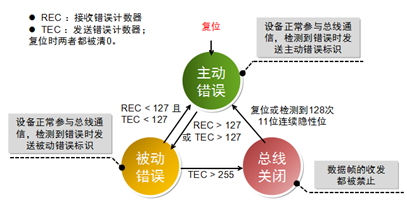 ● REC：接收错误计数器
● TEC：发送错误计数器；
复位时两者都被清0。
复位
设备正常参与总线通
信，检测到错误时发
送主动错误标识
主动
错误
REC < 127 且
TEC < 127
REC > 127
或 TEC > 127
复位或检测到128次
11位连续隐性位
设备正常参与总线通
信，检测到错误时发
送被动错误标识
被动
错误
TEC > 255
总线
关闭
数据帧的收发
都被禁止